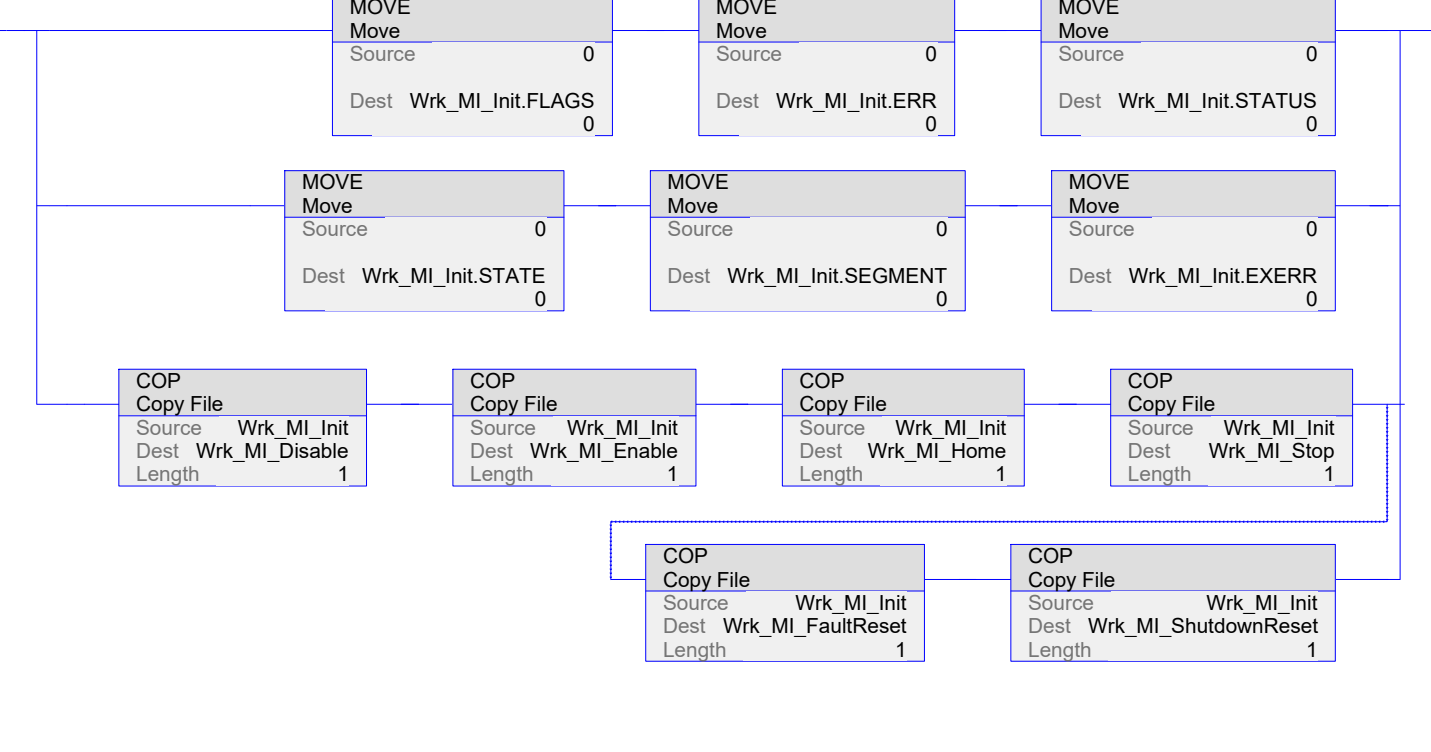 MOVE MOVE MOVE
Move Move Move
Source 0 Source 0 Source 0
Dest Wrk_MI_Init.FLAGS Dest Wrk_MI_Init.ERR Dest Wrk_MI_Init.STATUS
0 0 0
MOVE MOVE MOVE
Move Move Move
Source 0 Source 0 Source 0
Dest Wrk_MI_Init.STATE Dest Wrk_MI_Init.SEGMENT Dest Wrk_MI_Init.EXERR
0 0 0
COP COP COP COP
Copy File Copy File Copy File Copy File
Source Wrk_MI_Init Source Wrk_MI_Init Source Wrk_MI_Init Source Wrk_MI_Init
Dest Wrk_MI_Disable Dest Wrk_MI_Enable Dest Wrk_MI_Home Dest Wrk_MI_Stop
Length 1 Length 1 Length 1 Length 1
COP COP
Copy File Copy File
Source Wrk_MI_Init Source Wrk_MI_Init
Dest Wrk_MI_FaultReset Dest Wrk_MI_ShutdownReset
Length 1 Length 1